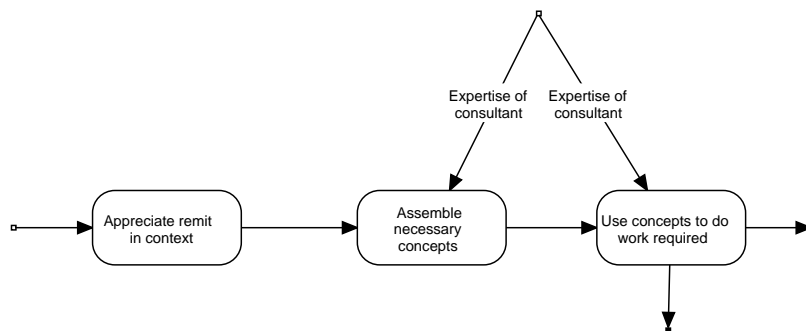 Expertise of
consultant
Expertise of
consultant
Appreciate remit
in context
Assemble
necessary
concepts
Use concepts to do
work required